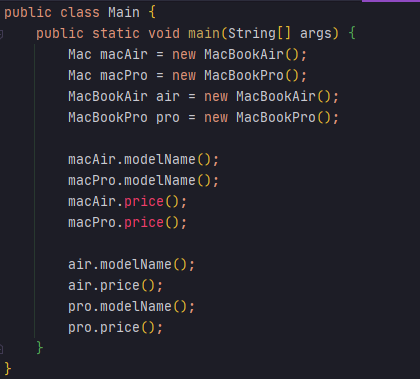 public class Main {
    public static void main(String[] args) {
        Mac macAir = new MacBookAir();
        Mac macPro = new MacBookPro();
        MacBookAir air = new MacBookAir();
        MacBookPro pro = new MacBookPro();

        macAir.modelName();
        macPro.modelName();
        macAir.price();
        macPro.price();

        air.modelName();
        air.price();
        pro.modelName();
        pro.price();
    }
}